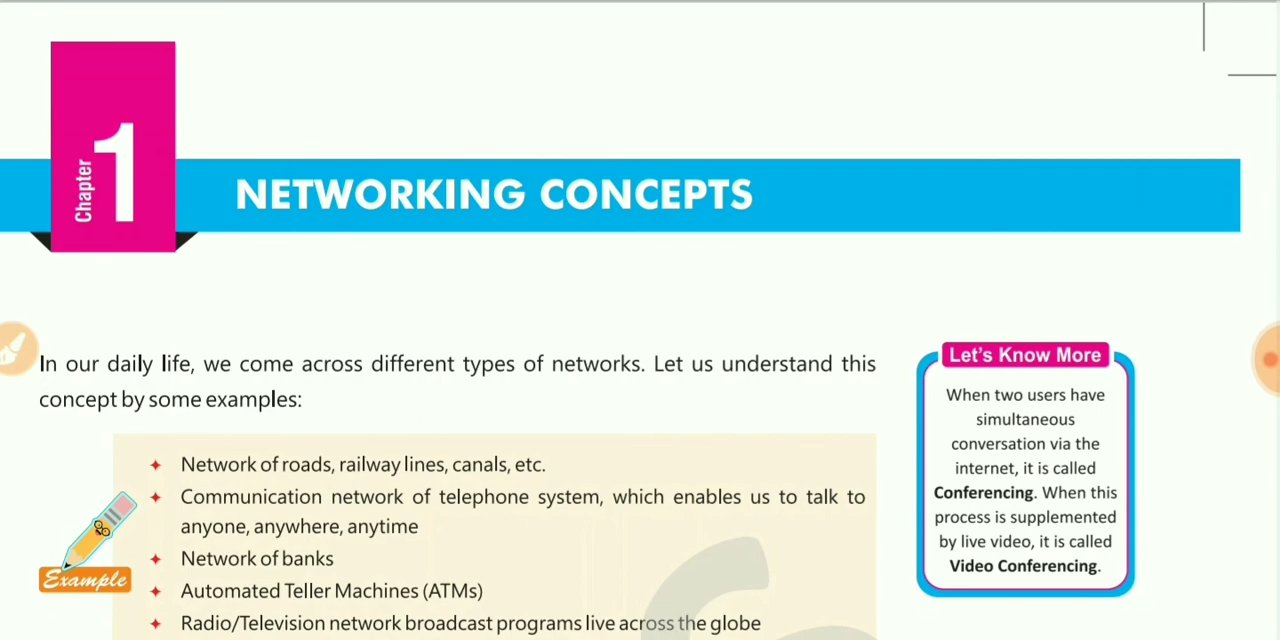 Chapter 1
NETWORKING CONCEPTS
In our daily life, we come across different types of networks. Let us understand this
concept by some examples:
Example
✦ Network of roads, railway lines, canals, etc.
✦ Communication network of telephone system, which enables us to talk to
anyone, anywhere, anytime
✦ Network of banks
✦ Automated Teller Machines (ATMs)
✦ Radio/Television network broadcast programs live across the globe
Let's Know More
When two users have
simultaneous
conversation via the
internet, it is called
Conferencing. When this
process is supplemented
by live video, it is called
Video Conferencing.